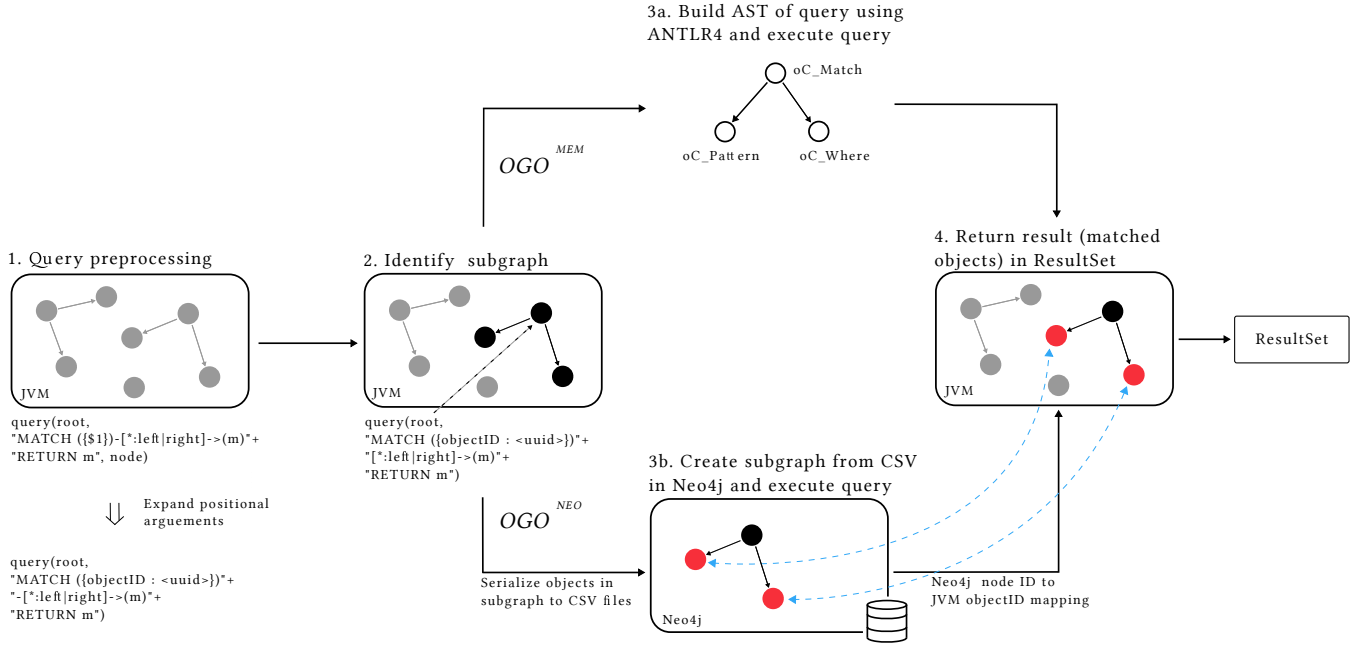 3a. Build AST of query using
ANTLR4 and execute query
oC_Match
oC_Pattern
oC_Where
OGO MEM
1. Query preprocessing
JVM
query(root,
"MATCH ({$1})-[*:left|right]->(m)"+
"RETURN m", node)
Expand positional
arguements
query(root,
"MATCH ({objectID : <uuid>})"+
"-[*:left|right]->(m)"+
"RETURN m")
2. Identify subgraph
JVM
query(root,
"MATCH ({objectID : <uuid>})"+
"[*:left|right]->(m)"+
"RETURN m")
OGO NEO
Serialize objects in
subgraph to CSV files
3b. Create subgraph from CSV
in Neo4j and execute query
Neo4j
Neo4j node ID to
JVM objectID mapping
4. Return result (matched
objects) in ResultSet
JVM
ResultSet